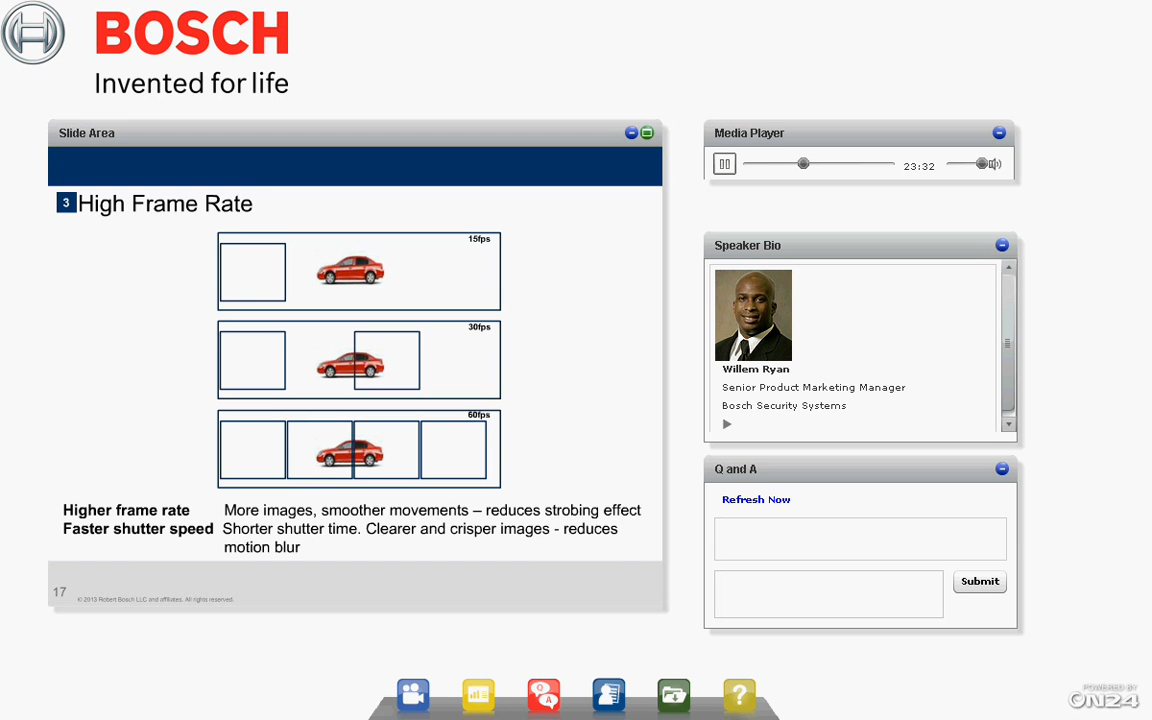 BOSCH
Invented for life
Slide Area
3 High Frame Rate
15fps
30fps
60fps
Higher frame rate More images, smoother movements – reduces strobing effect
Faster shutter speed Shorter shutter time. Clearer and crisper images - reduces
motion blur
17
© 2013 Robert Bosch LLC and affiliates. All rights reserved.
Media Player
23:32
Speaker Bio
Willem Ryan
Senior Product Marketing Manager
Bosch Security Systems
Q and A
Refresh Now
Submit
Q
A
?
POWERED BY
ON24